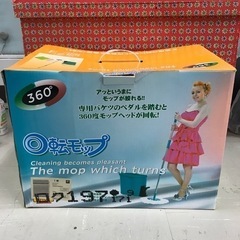 360°
アッというまに
モップが絞れる!!
専用バケツのペダルを踏むと
360度モップヘッドが回転!
回転モップ
Cleaning becomes pleasant
The mop which turns